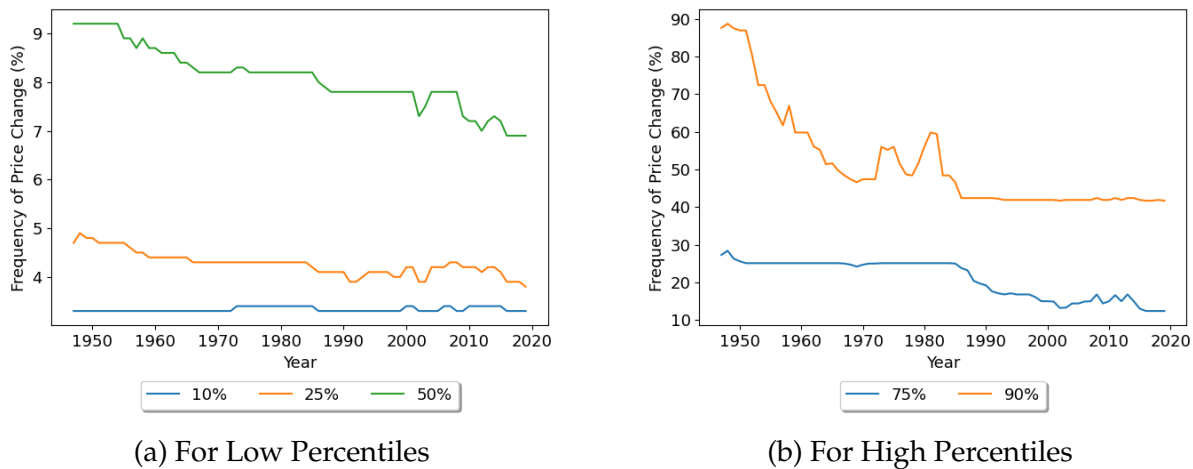 Frequency of Price Change (%)
9
8
7
6
5
4
1950 1960 1970 1980 1990 2000 2010 2020
Year
10% 25% 50%
(a) For Low Percentiles
Frequency of Price Change (%)
90
80
70
60
50
40
30
20
10
1950 1960 1970 1980 1990 2000 2010 2020
Year
75% 90%
(b) For High Percentiles